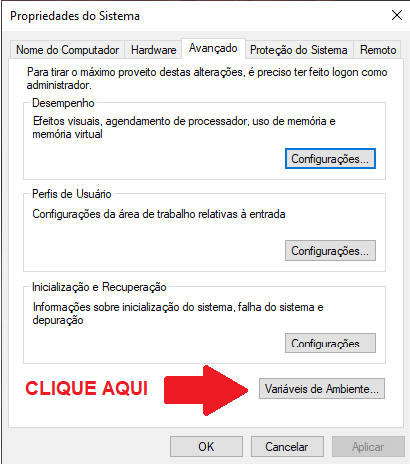 Propriedades do Sistema
Nome do Computador Hardware Avançado Proteção do Sistema Remoto
Para tirar o máximo proveito destas alterações, é preciso ter feito logon como
administrador.
Desempenho
Efeitos visuais, agendamento de processador, uso de memória e
memória virtual
Configurações...
Perfis de Usuário
Configurações da área de trabalho relativas à entrada
Configurações...
Inicialização e Recuperação
Informações sobre inicialização do sistema, falha do sistema e
depuração
Configurações...
CLIQUE AQUI Variáveis de Ambiente...
OK Cancelar Aplicar